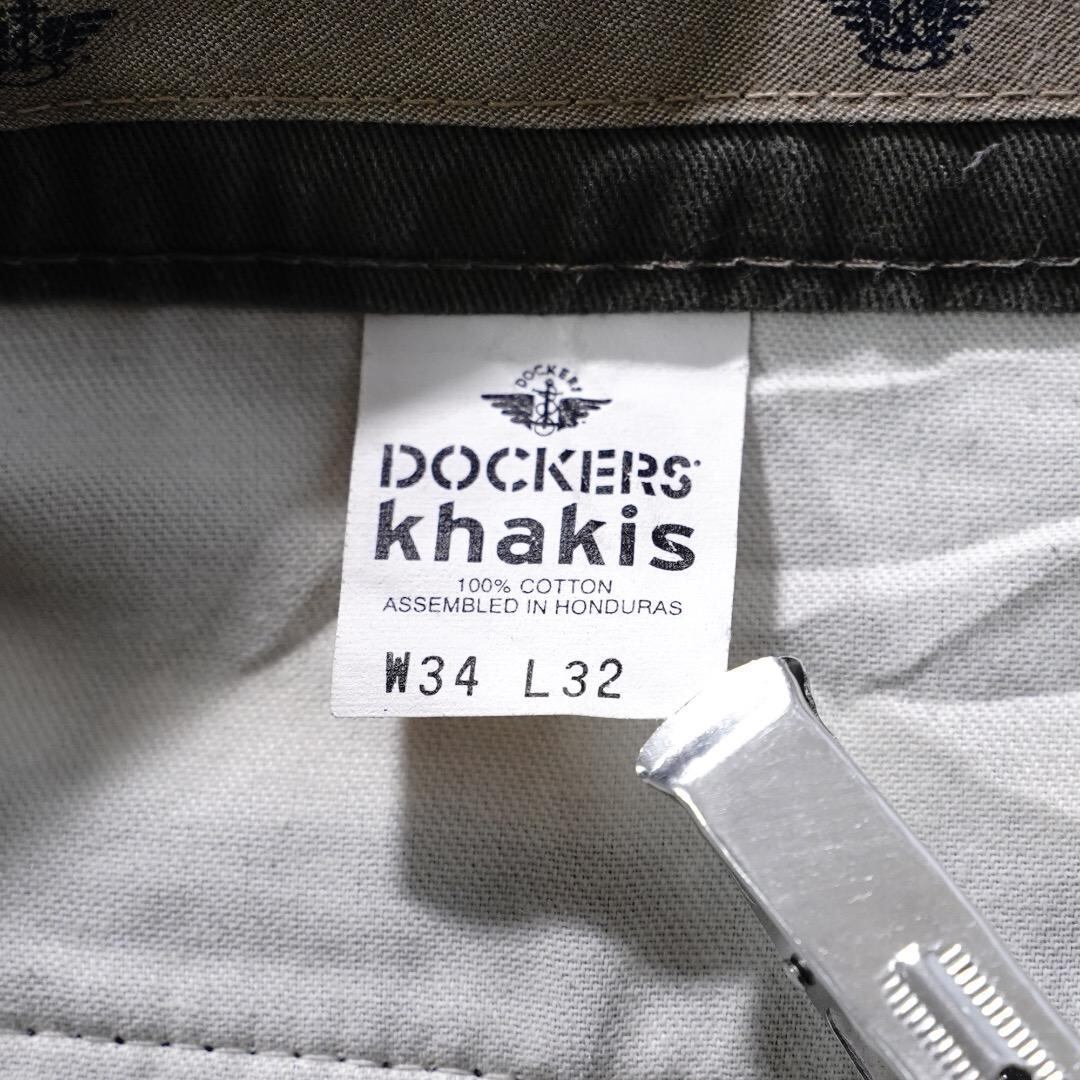 DOCKERS
DOCKERS
khakis
100% COTTON
ASSEMBLED IN HONDURAS
W34 L32